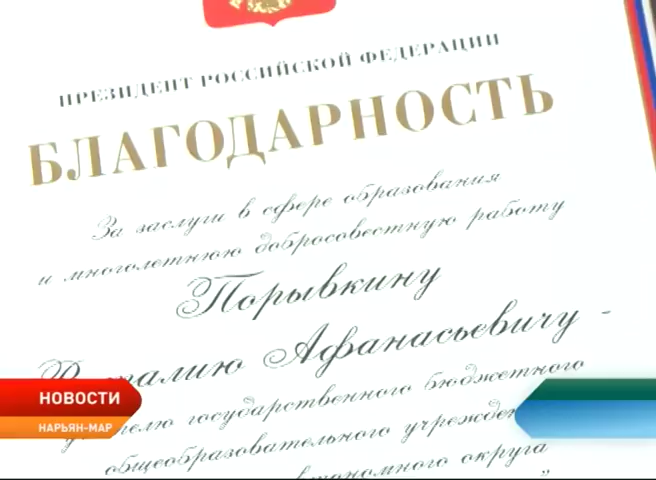 ПРЕЗИДЕНТ РОССИЙСКОЙ ФЕДЕРАЦИИ
БЛАГОДАРНОСТЬ
За заслуги в сфере образования
и многолетнюю добросовестную работу
Порывкину
Афанасьевичу -
государственного бюджетного
общеобразовательного
округа
НОВОСТИ
НАРЬЯН-МАР